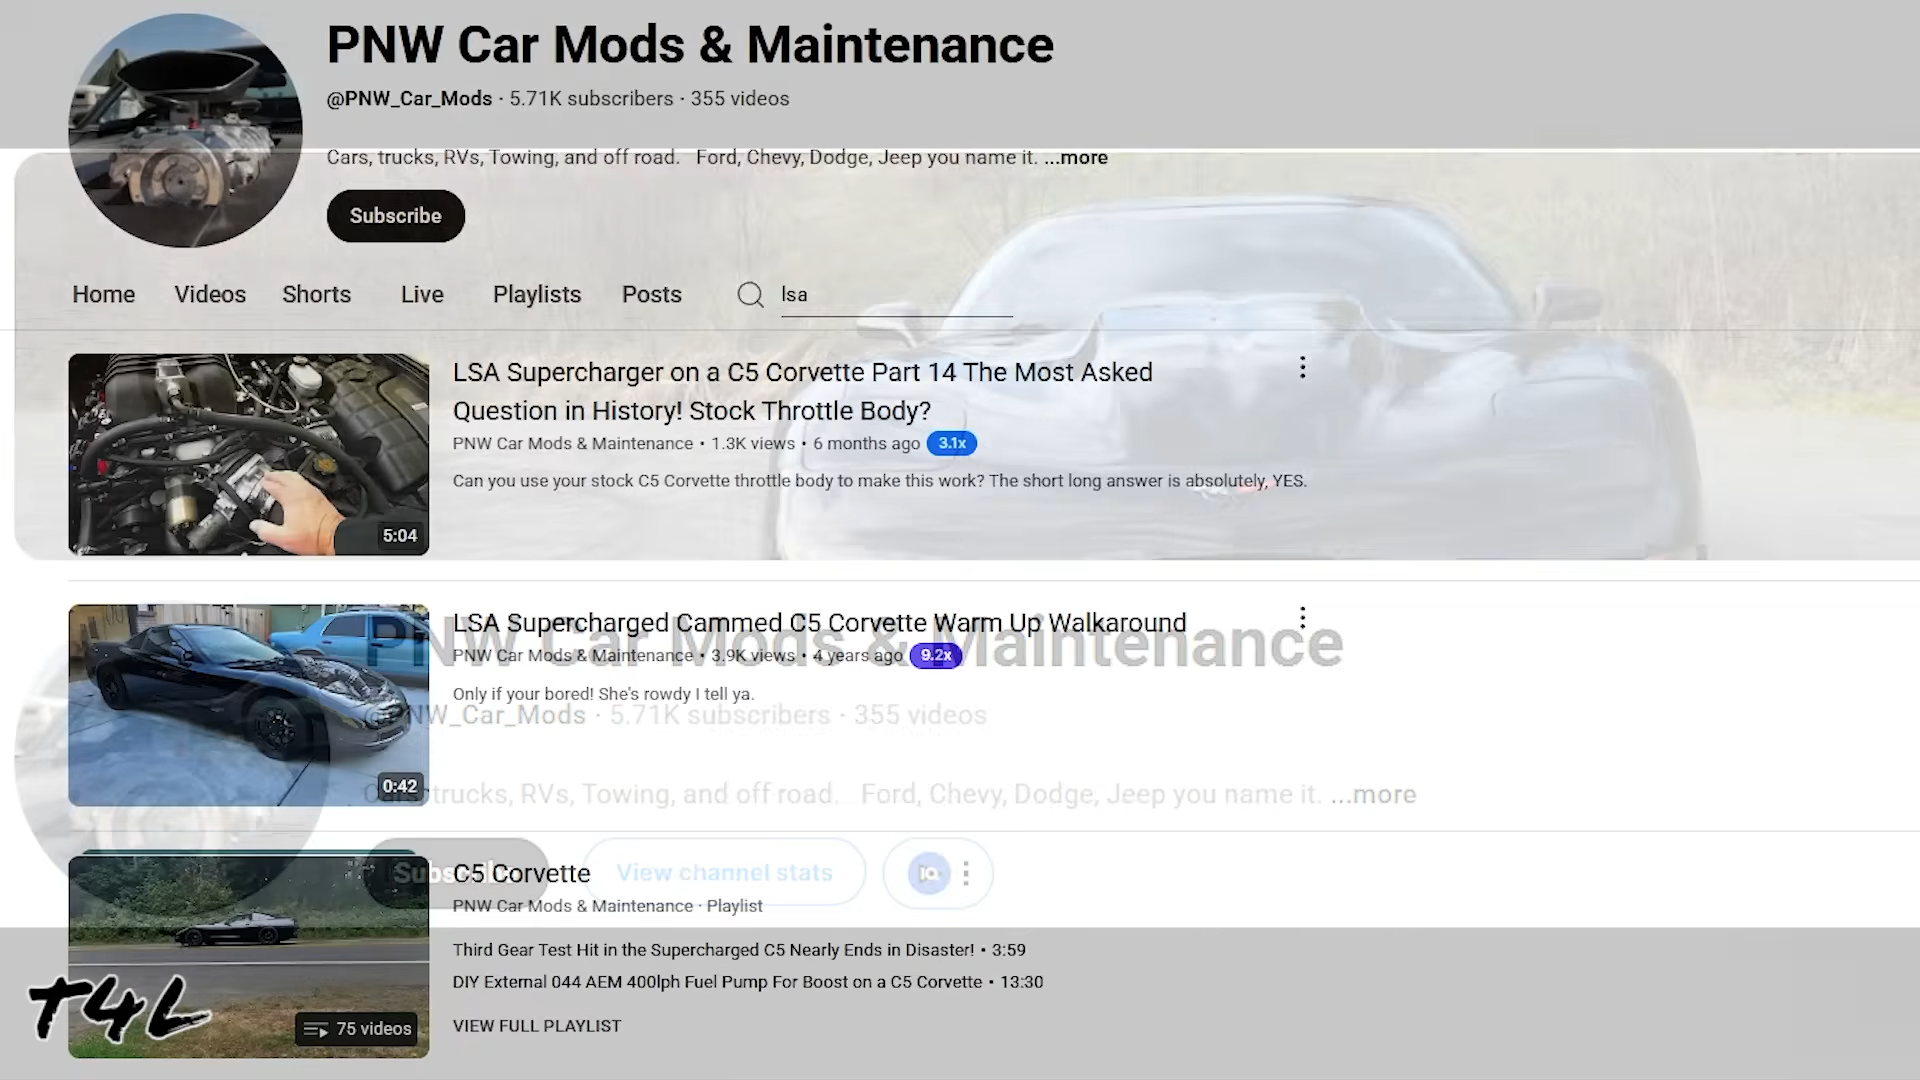 PNW Car Mods & Maintenance
@PNW_Car_Mods · 5.71K subscribers · 355 videos
Cars, trucks, RVs, Towing, and off road. Ford, Chevy, Dodge, Jeep you name it. ...more
Subscribe
Home Videos Shorts Live Playlists Posts lsa
LSA Supercharger on a C5 Corvette Part 14 The Most Asked
Question in History! Stock Throttle Body?
PNW Car Mods & Maintenance • 1.3K views • 6 months ago 3.1x
Can you use your stock C5 Corvette throttle body to make this work? The short long answer is absolutely, YES.
5:04
LSA Supercharged Cammed C5 Corvette Warm Up Walkaround
PNW Car Mods & Maintenance
PNW Car Mods & Maintenance • 3.9K views • 4 years ago 9.2x
Only if your bored! She's rowdy I tell ya.
@PNW_Car_Mods · 5.71K subscribers · 355 videos
0:42
Cars, trucks, RVs, Towing, and off road. Ford, Chevy, Dodge, Jeep you name it. ...more
Subscribe View channel stats IQ
C5 Corvette
PNW Car Mods & Maintenance · Playlist
Third Gear Test Hit in the Supercharged C5 Nearly Ends in Disaster! • 3:59
DIY External 044 AEM 400lph Fuel Pump For Boost on a C5 Corvette • 13:30
VIEW FULL PLAYLIST
75 videos
T4L